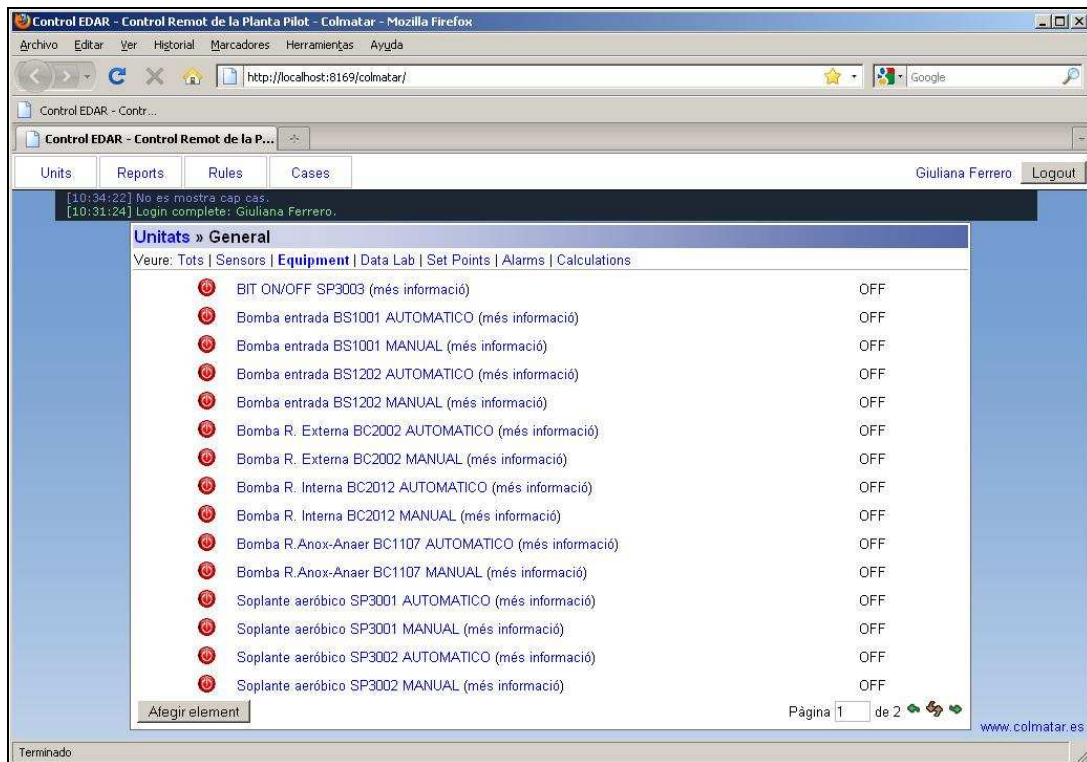 Control EDAR - Control Remot de la Planta Pilot - Colmatar - Mozilla Firefox
Archivo Editar Ver Historial Marcadores Herramientas Ayuda
http://localhost:8169/colmatar/
Google
Control EDAR - Contr...
Control EDAR - Control Remot de la P...
Units Reports Rules Cases Giuliana Ferrero Logout
[10:34:22] No es mostra cap cas.
[10:31:24] Login complete: Giuliana Ferrero.
Unitats » General
Veure: Tots | Sensors | Equipment | Data Lab | Set Points | Alarms | Calculations
BIT ON/OFF SP3003 (més informació) OFF
Bomba entrada BS1001 AUTOMATICO (més informació) OFF
Bomba entrada BS1001 MANUAL (més informació) OFF
Bomba entrada BS1202 AUTOMATICO (més informació) OFF
Bomba entrada BS1202 MANUAL (més informació) OFF
Bomba R. Externa BC2002 AUTOMATICO (més informació) OFF
Bomba R. Externa BC2002 MANUAL (més informació) OFF
Bomba R. Interna BC2012 AUTOMATICO (més informació) OFF
Bomba R. Interna BC2012 MANUAL (més informació) OFF
Bomba R.Anox-Anaer BC1107 AUTOMATICO (més informació) OFF
Bomba R.Anox-Anaer BC1107 MANUAL (més informació) OFF
Soplante aeróbico SP3001 AUTOMATICO (més informació) OFF
Soplante aeróbico SP3001 MANUAL (més informació) OFF
Soplante aeróbico SP3002 AUTOMATICO (més informació) OFF
Soplante aeróbico SP3002 MANUAL (més informació) OFF
Afegir element Pàgina 1 de 2
www.colmatar.es
Terminado